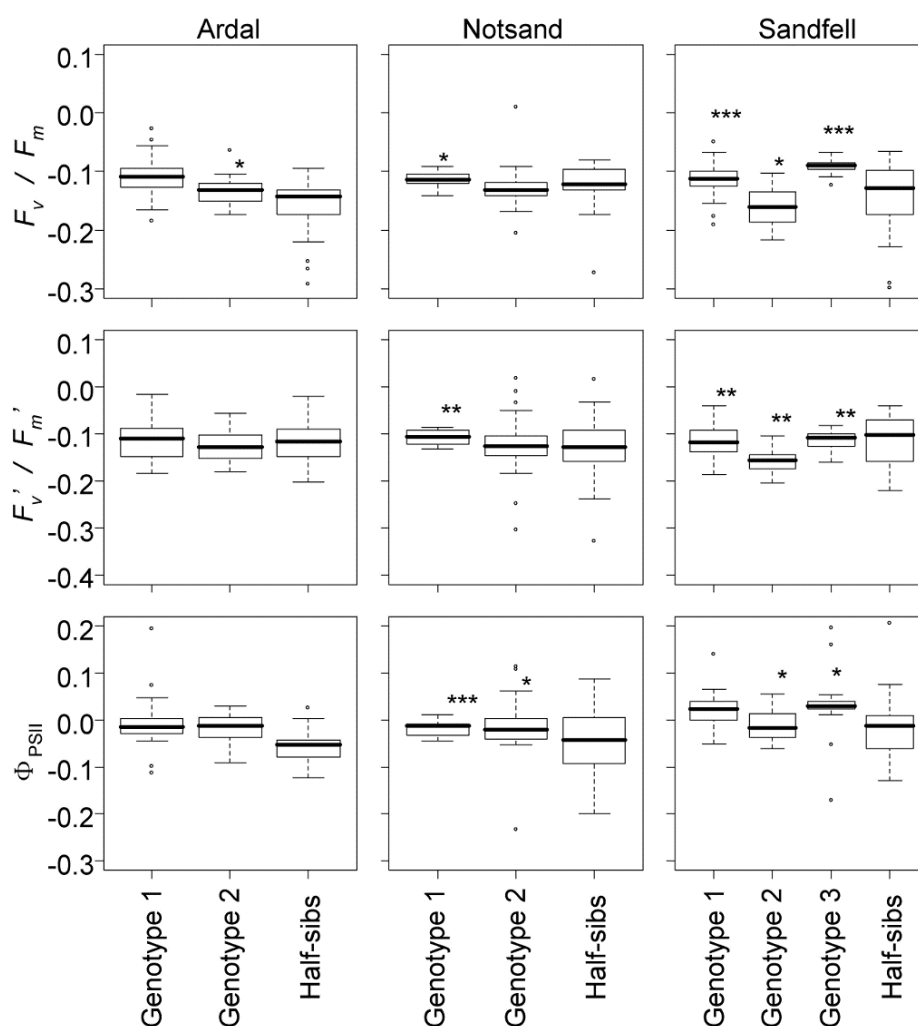 Ardal Notsand Sandfell
Fv / Fm
0.1
0.0
-0.1
-0.2
-0.3
*
*
***
*
***
Fv' / Fm'
0.1
0.0
-0.1
-0.2
-0.3
-0.4
**
**
**
**
ΦPSII
0.2
0.1
0.0
-0.1
-0.2
-0.3
***
*
*
*
Genotype 1
Genotype 2
Half-sibs
Genotype 1
Genotype 2
Half-sibs
Genotype 1
Genotype 2
Genotype 3
Half-sibs